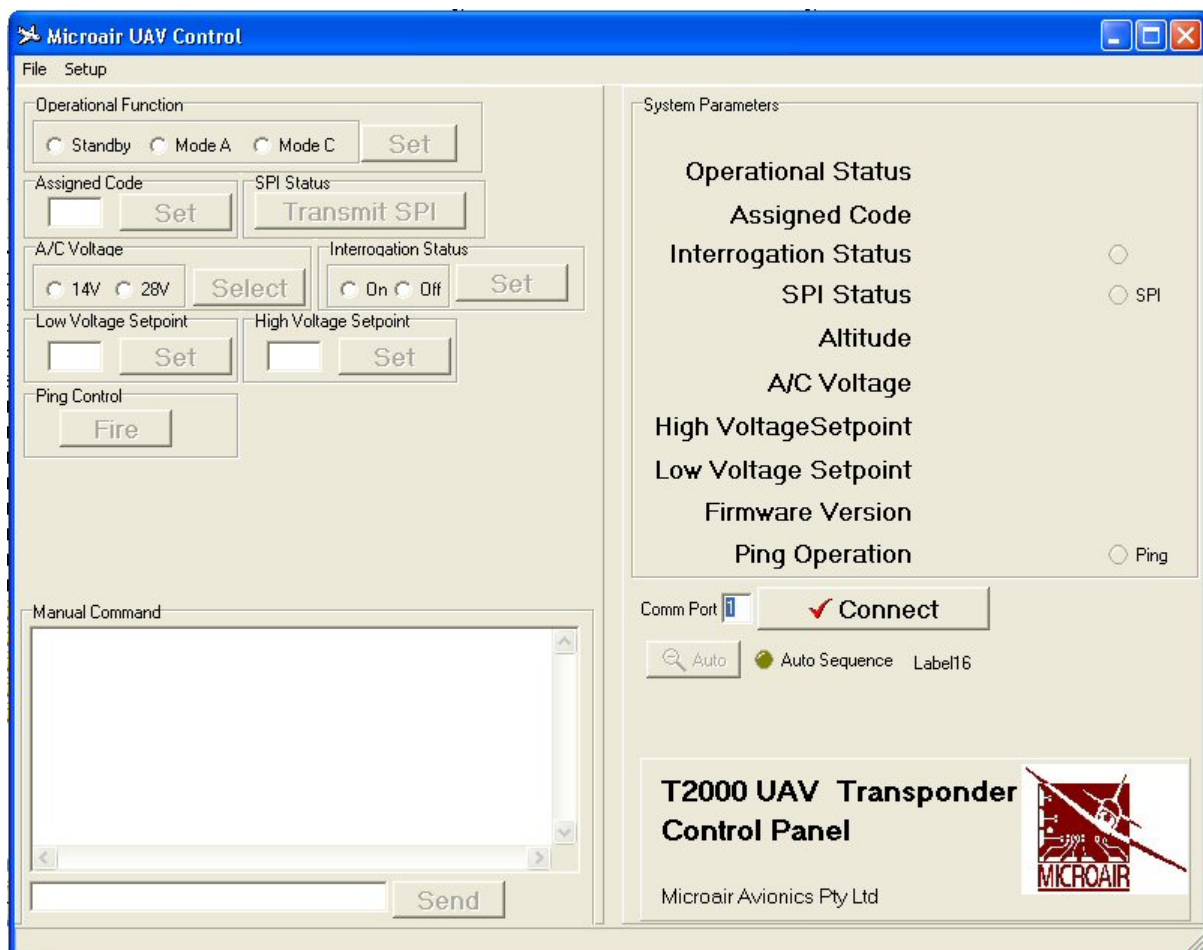 Microair UAV Control
File Setup
Operational Function
Standby Mode A Mode C Set
Assigned Code SPI Status
Set Transmit SPI
A/C Voltage Interrogation Status
14V 28V Select On Off Set
Low Voltage Setpoint High Voltage Setpoint
Set Set
Ping Control
Fire
Manual Command
Send
System Parameters
Operational Status
Assigned Code
Interrogation Status
SPI Status SPI
Altitude
A/C Voltage
High VoltageSetpoint
Low Voltage Setpoint
Firmware Version
Ping Operation Ping
Comm Port 1 Connect
Auto Auto Sequence Label16
T2000 UAV Transponder
Control Panel
Microair Avionics Pty Ltd
MICROAIR